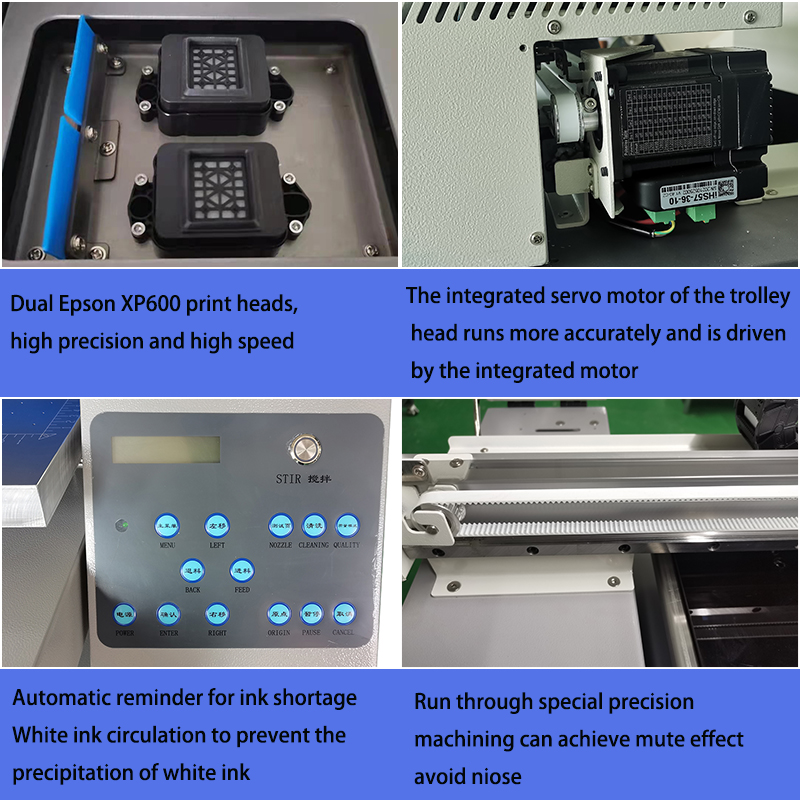 iHS57-36-10
Dual Epson XP600 print heads,
high precision and high speed
The integrated servo motor of the trolley
head runs more accurately and is driven
by the integrated motor
STIR 搅拌
主菜单
左移
测试页
清洗
MENU
LEFT
NOZZLE
CLEANING
QUALITY
退料
进料
BACK
FEED
电源
确认
右移
原点
暂停
取消
POWER
ENTER
RIGHT
ORIGIN
PAUSE
CANCEL
Automatic reminder for ink shortage
White ink circulation to prevent the
precipitation of white ink
Run through special precision
machining can achieve mute effect
avoid niose